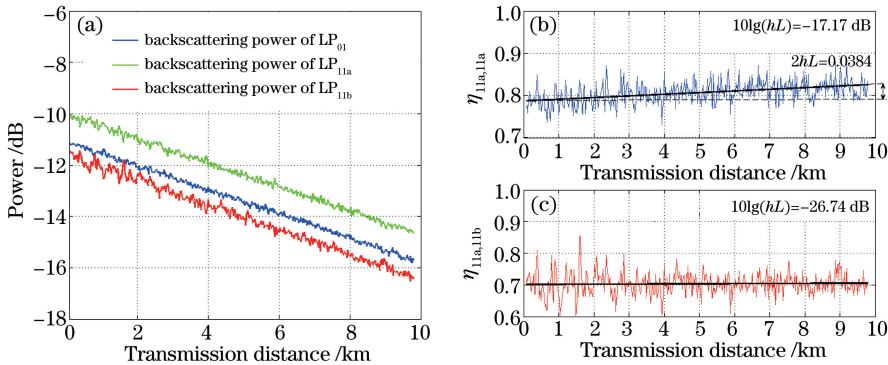 (a)
backscattering power of LP₀₁
backscattering power of LP₁₁ₐ
backscattering power of LP₁₁b
Power /dB
−6
−8
−10
−12
−14
−16
−18
0
2
4
6
8
10
Transmission distance /km
(b)
10lg(hL)=−17.17 dB
2hL=0.0384
η₁₁ₐ,₁₁ₐ
1.0
0.9
0.8
0.7
0
1
2
3
4
5
6
7
8
9
10
Transmission distance /km
(c)
10lg(hL)=−26.74 dB
η₁₁ₐ,₁₁b
1.0
0.9
0.8
0.7
0.6
0
1
2
3
4
5
6
7
8
9
10
Transmission distance /km